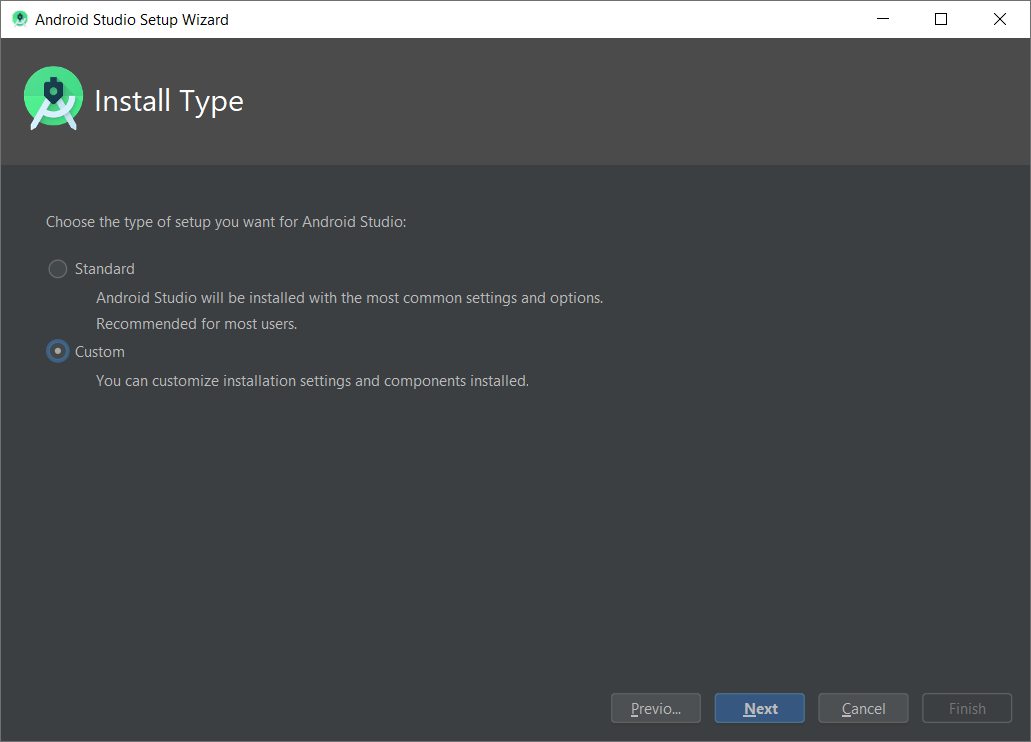 Android Studio Setup Wizard
Install Type
Choose the type of setup you want for Android Studio:
Standard
Android Studio will be installed with the most common settings and options.
Recommended for most users.
Custom
You can customize installation settings and components installed.
Previo... Next Cancel Finish